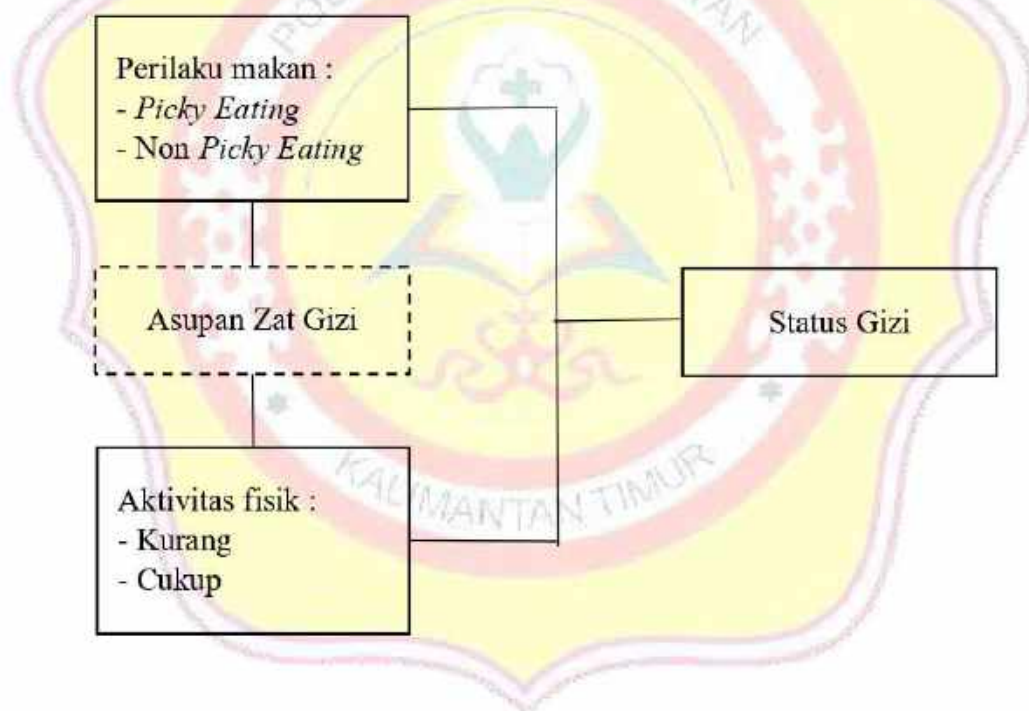 Perilaku makan :
- Picky Eating
- Non Picky Eating
Asupan Zat Gizi
Status Gizi
Aktivitas fisik :
- Kurang
- Cukup
KALIMANTAN TIMUR